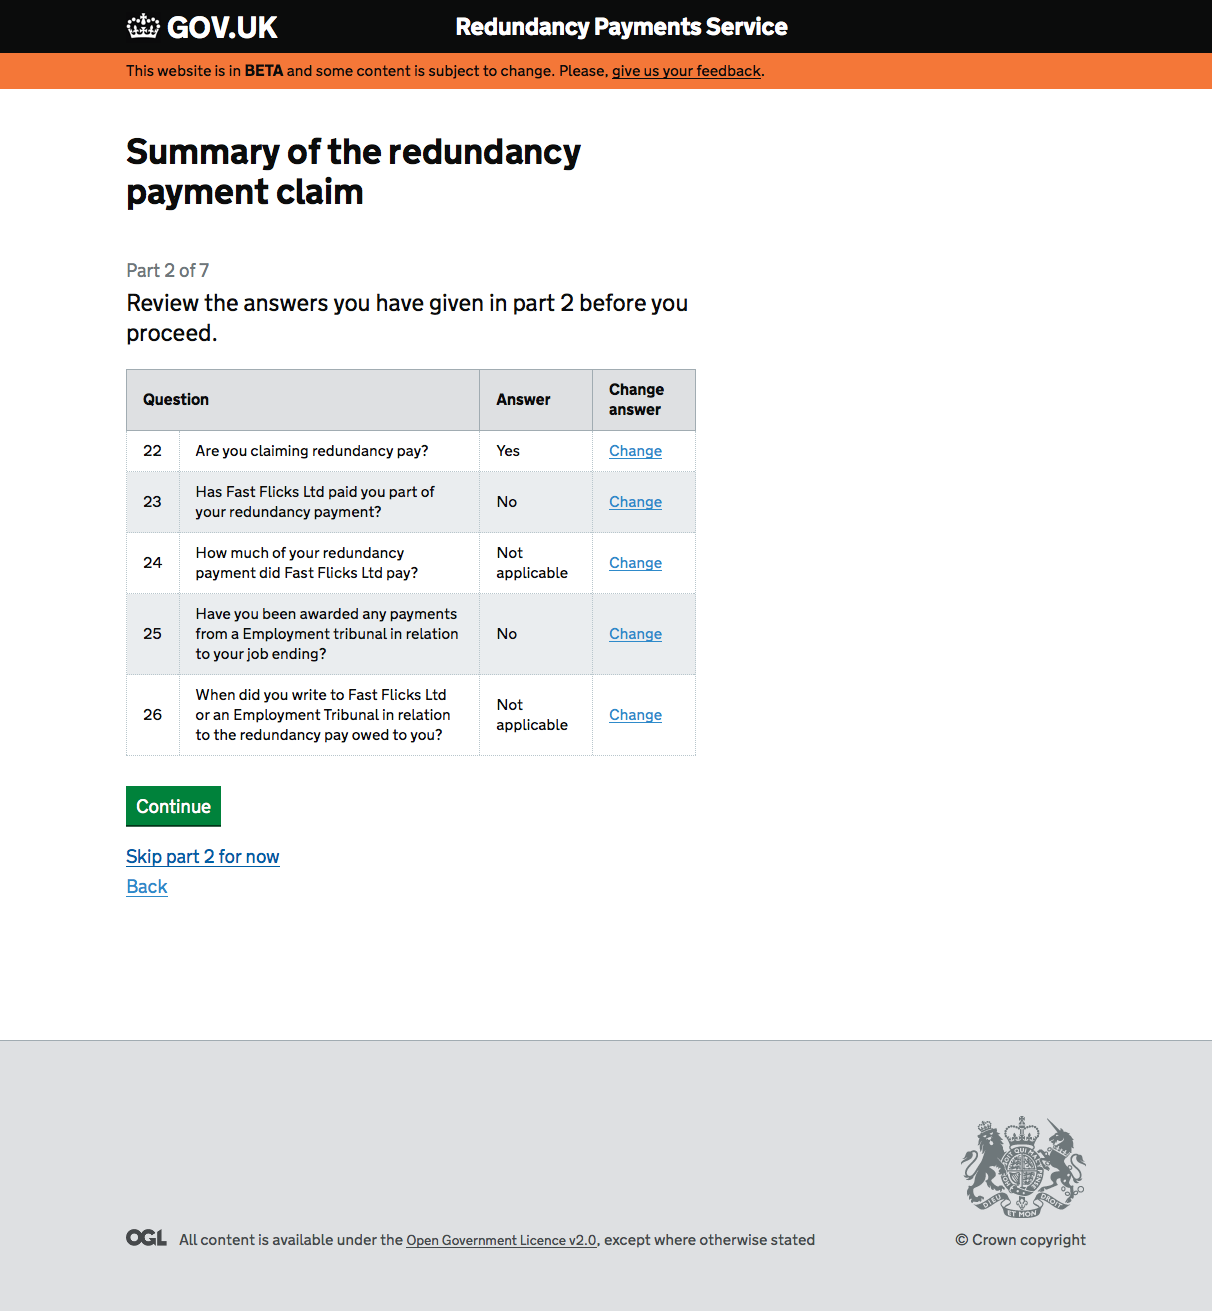 GOV.UK
Redundancy Payments Service
This website is in BETA and some content is subject to change. Please, give us your feedback.
Summary of the redundancy
payment claim
Part 2 of 7
Review the answers you have given in part 2 before you
proceed.
Question Answer Change
answer
22 Are you claiming redundancy pay? Yes Change
23 Has Fast Flicks Ltd paid you part of
your redundancy payment? No Change
24 How much of your redundancy
payment did Fast Flicks Ltd pay? Not
applicable Change
25 Have you been awarded any payments
from a Employment tribunal in relation
to your job ending? No Change
26 When did you write to Fast Flicks Ltd
or an Employment Tribunal in relation
to the redundancy pay owed to you? Not
applicable Change
Continue
Skip part 2 for now
Back
OGL All content is available under the Open Government Licence v2.0, except where otherwise stated
DIEU ET MON DROIT
© Crown copyright